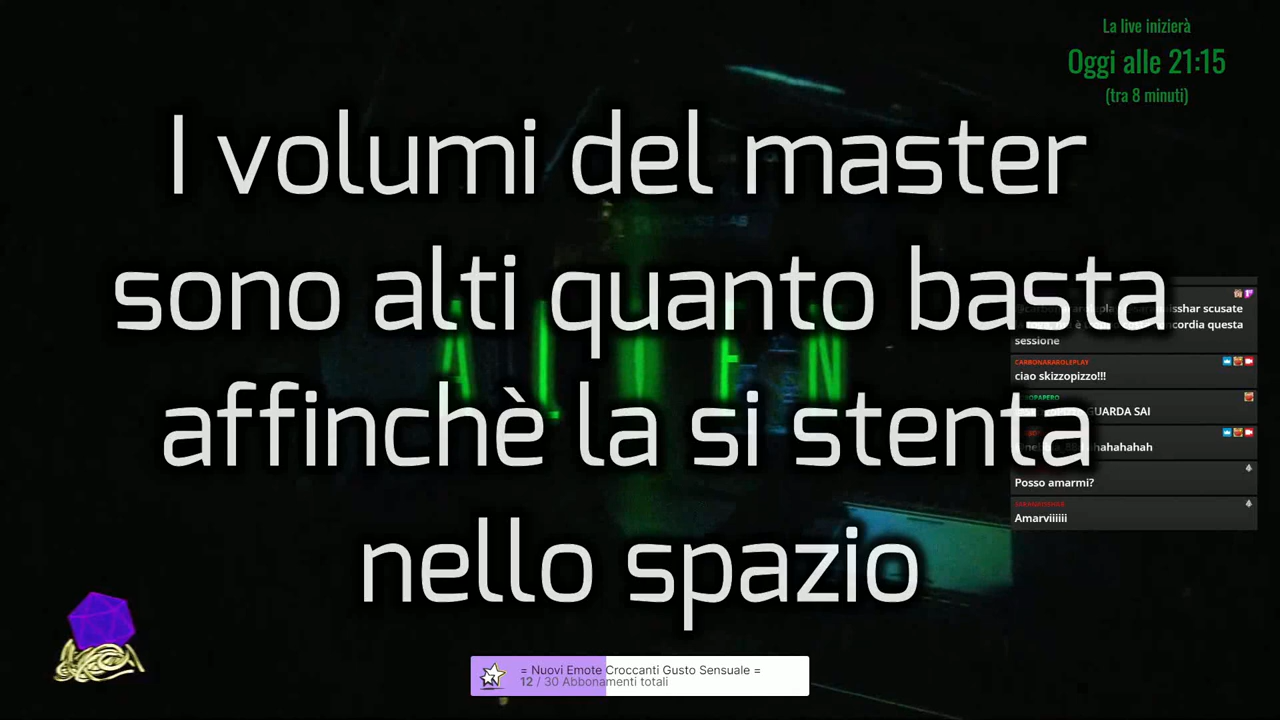 La live inizierà
Oggi alle 21:15
(tra 8 minuti)
I volumi del master
sono alti quanto basta
affinchè la si stenta
nello spazio
A L I E N
scusate
questa
sessione
CARBONARAROLEPLAY
ciao skizzopizzo!!!
GUARDA SAI
Posso amarmi?
Amarviiiiii
= Nuovi Emote Croccanti Gusto Sensuale =
12 / 30 Abbonamenti totali